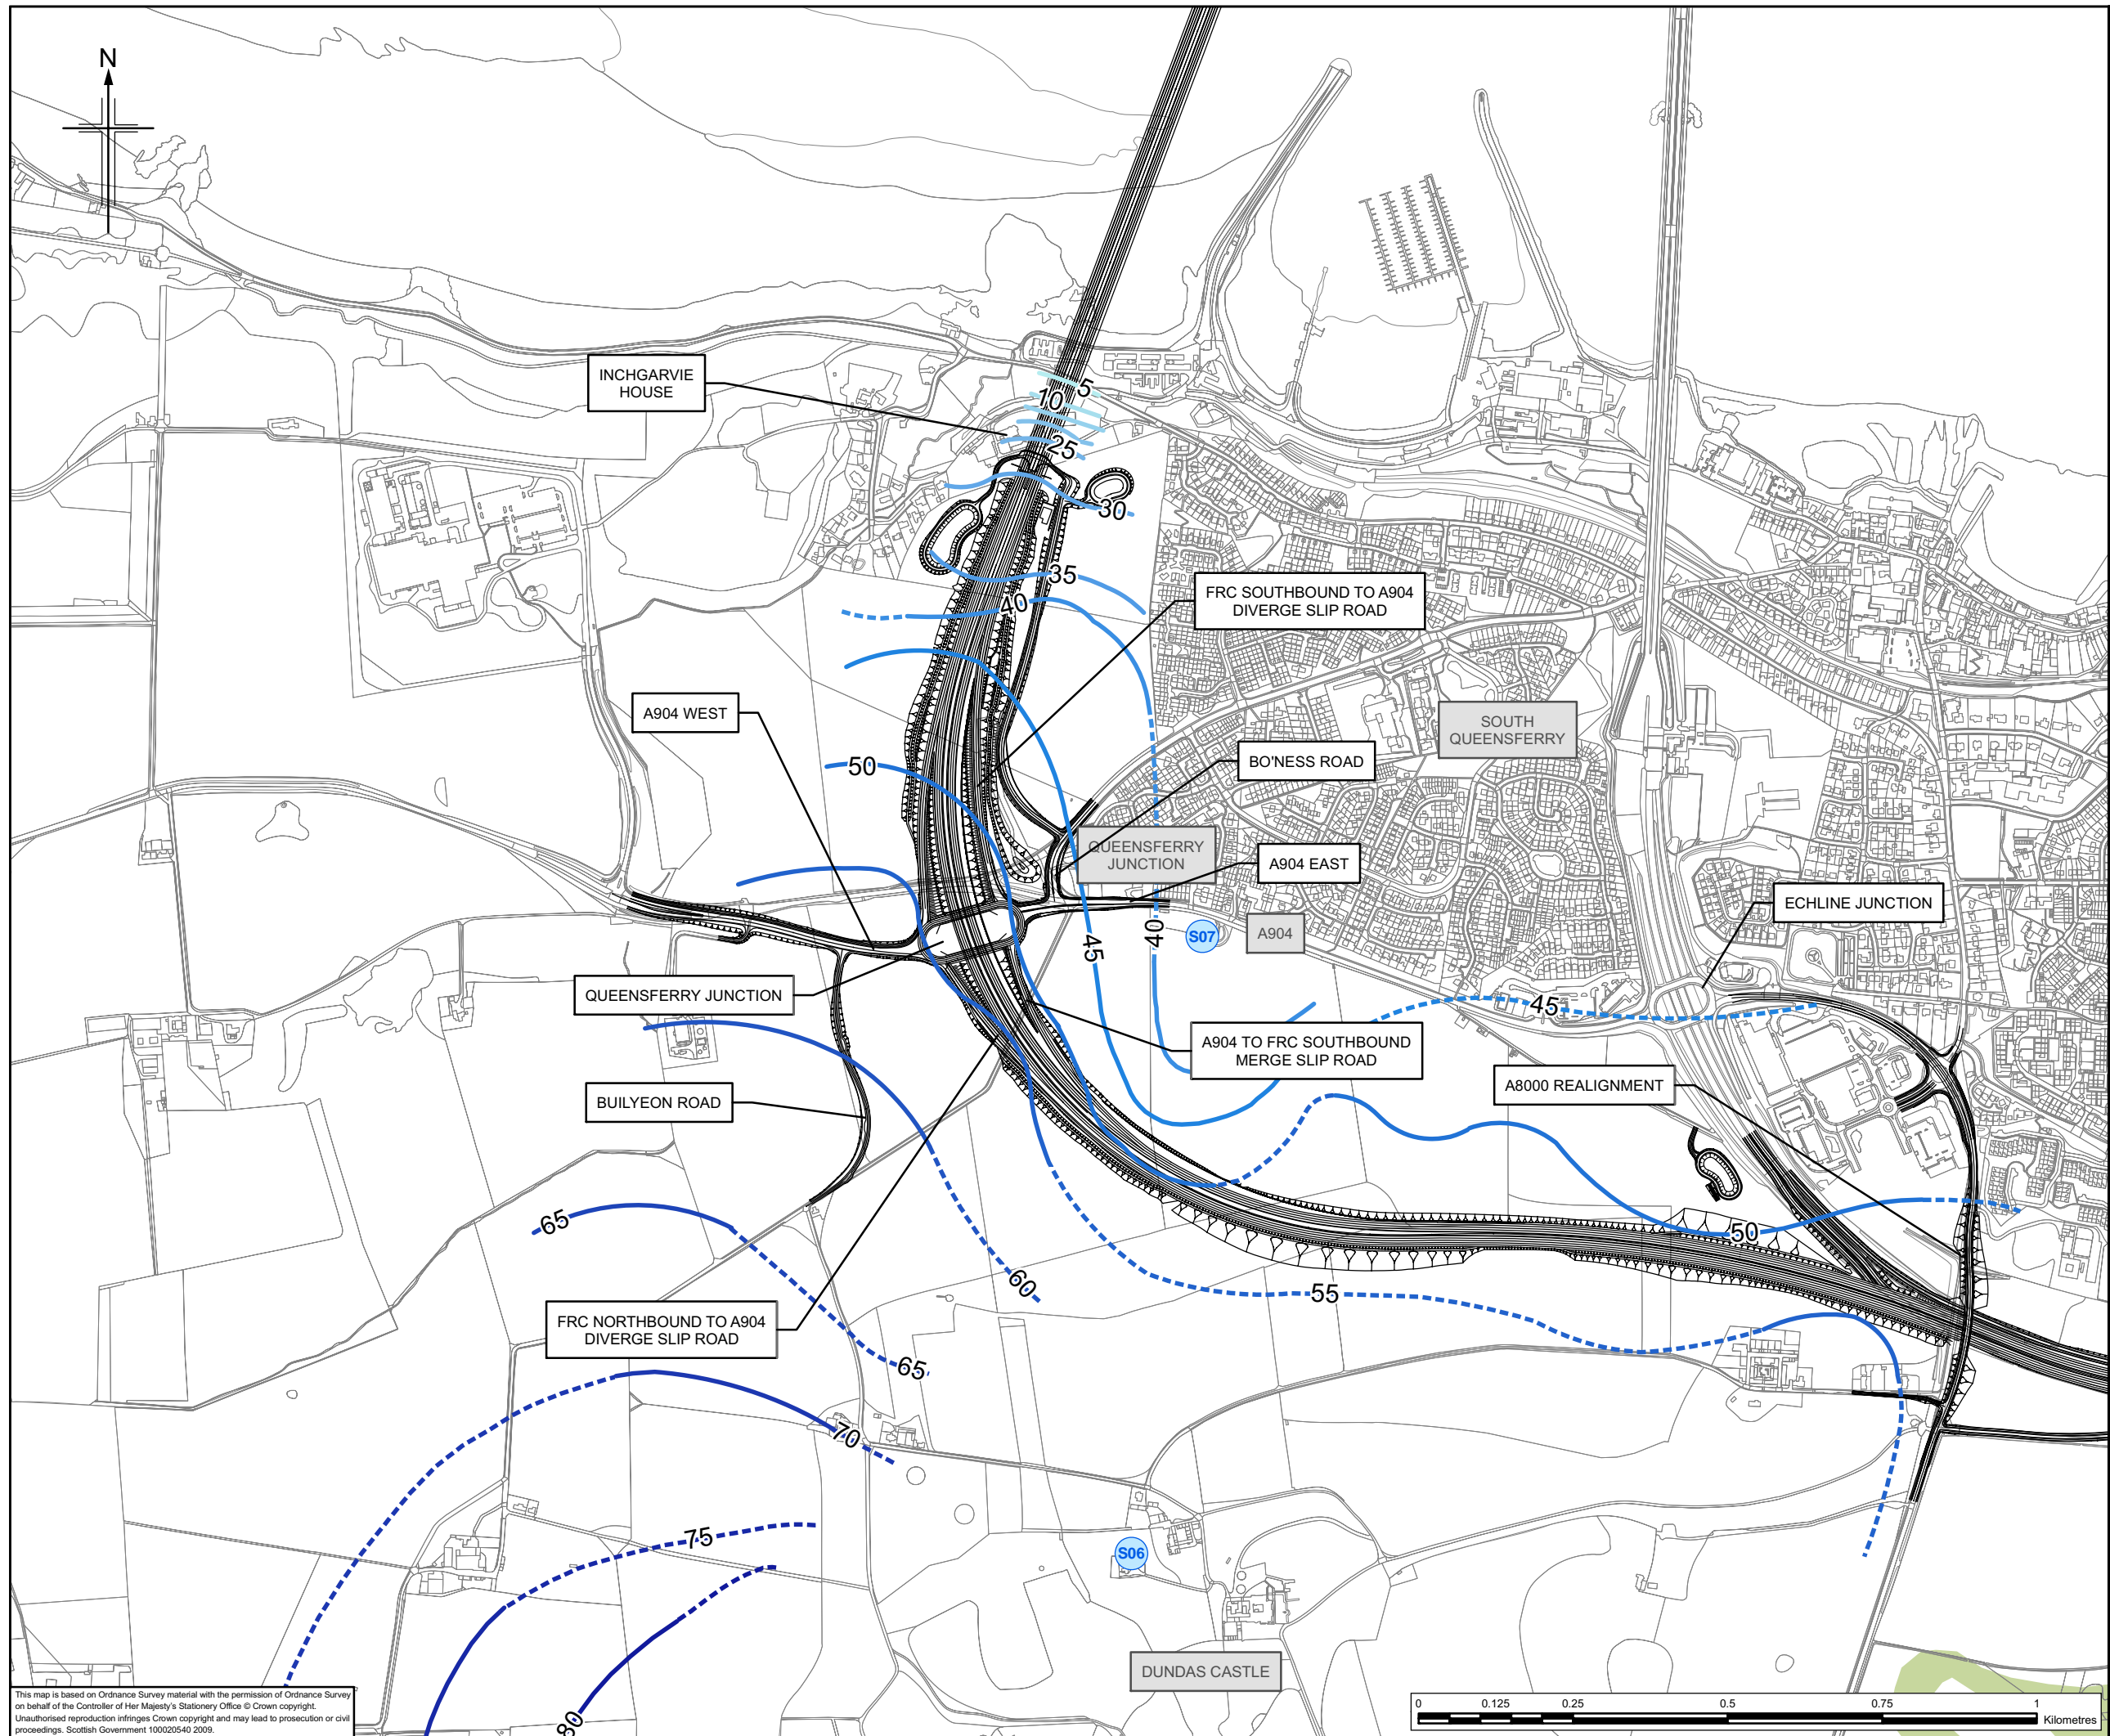 N
INCHGARVIE
HOUSE
5
10
25
30
35
FRC SOUTHBOUND TO A904
DIVERGE SLIP ROAD
40
A904 WEST
SOUTH
QUEENSFERRY
50
BO'NESS ROAD
QUEENSFERRY
JUNCTION
A904 EAST
ECHLINE JUNCTION
S07
A904
40
45
QUEENSFERRY JUNCTION
45
A904 TO FRC SOUTHBOUND
MERGE SLIP ROAD
A8000 REALIGNMENT
BUILYEON ROAD
65
50
60
55
FRC NORTHBOUND TO A904
DIVERGE SLIP ROAD
65
70
75
S06
DUNDAS CASTLE
80
This map is based on Ordnance Survey material with the permission of Ordnance Survey
on behalf of the Controller of Her Majesty's Stationery Office © Crown copyright.
Unauthorised reproduction infringes Crown copyright and may lead to prosecution or civil
proceedings. Scottish Government 100020540 2009.
0 0.125 0.25 0.5 0.75 1
Kilometres